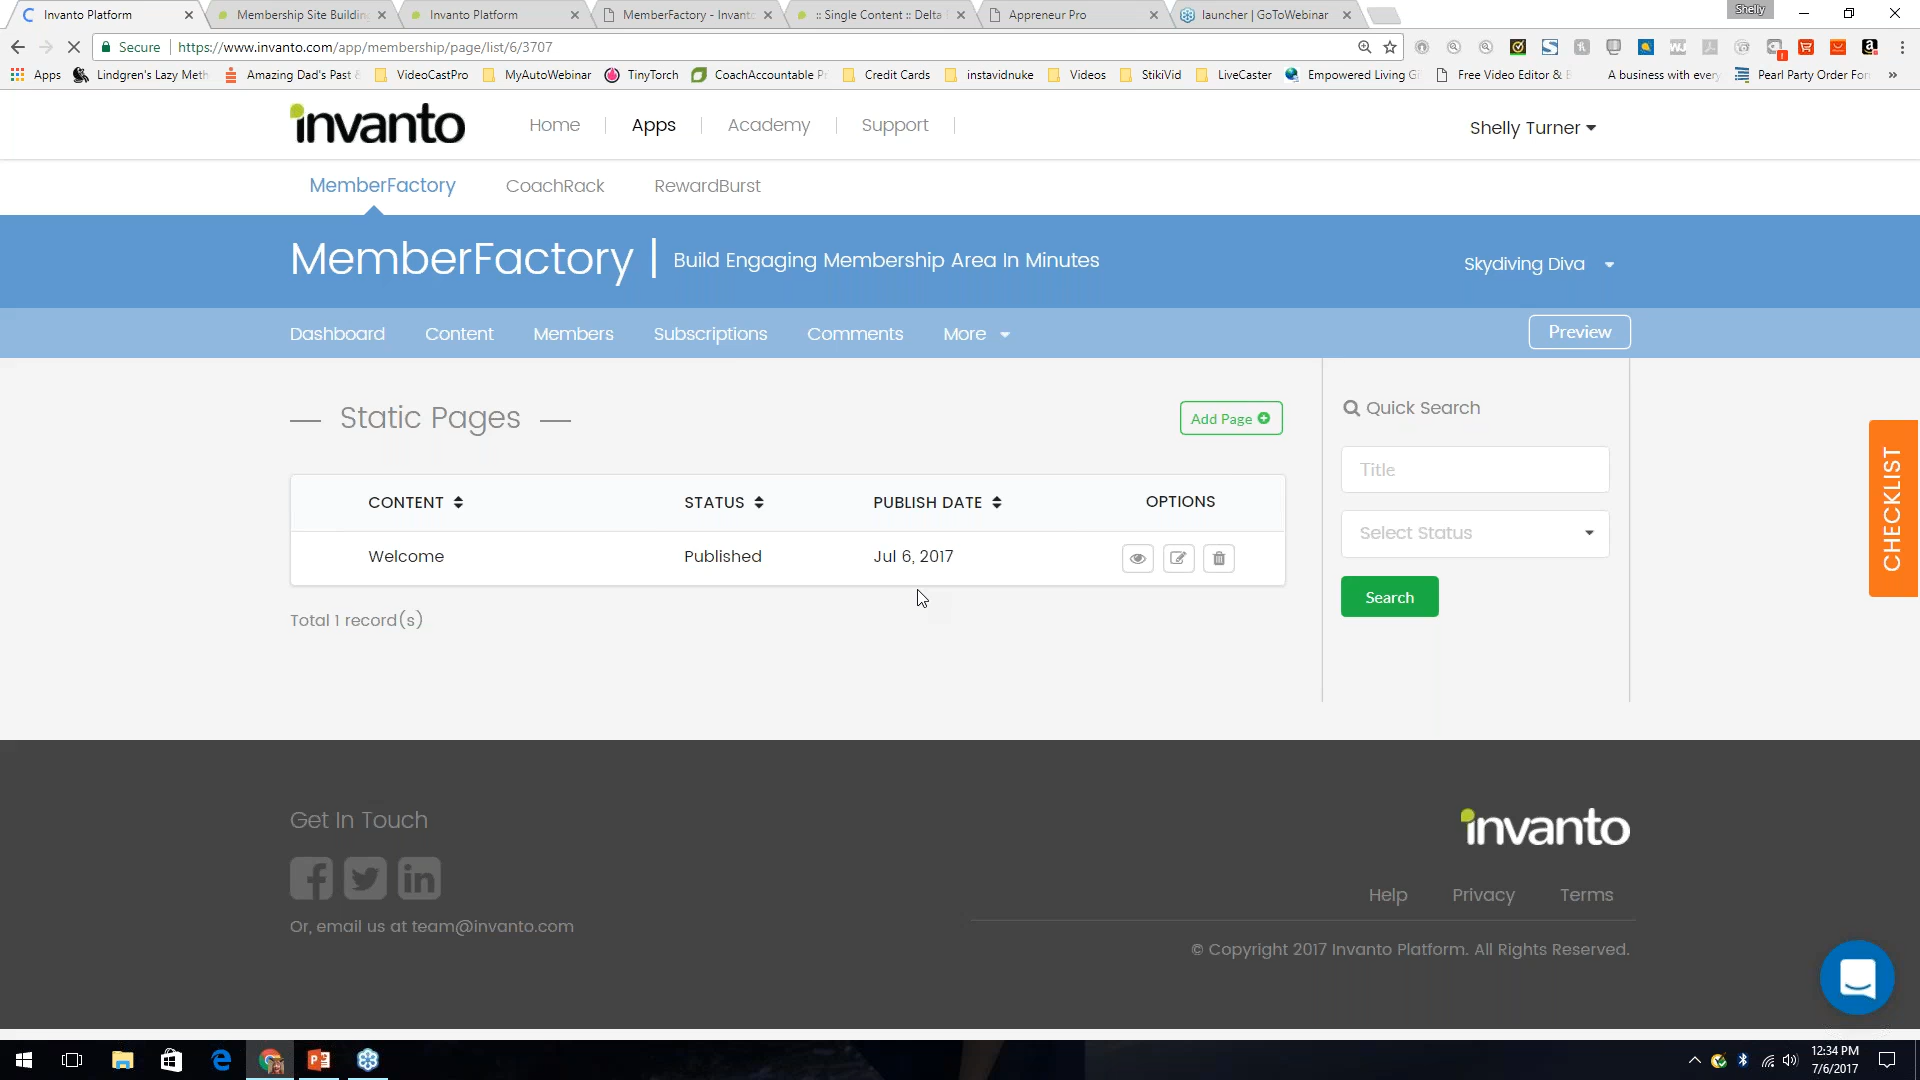 Invanto Platform
Membership Site Building
Invanto Platform
MemberFactory - Invanto
:: Single Content :: Delta
Appreneur Pro
launcher | GoToWebinar
Shelly
Secure
https://www.invanto.com/app/membership/page/list/6/3707
Apps
Lindgren's Lazy Meth
Amazing Dad's Past
VideoCastPro
MyAutoWebinar
TinyTorch
CoachAccountable P
Credit Cards
instavidnuke
Videos
StikiVid
LiveCaster
Empowered Living G
Free Video Editor &
A business with every
Pearl Party Order For
»
invanto
Home
Apps
Academy
Support
Shelly Turner
MemberFactory
CoachRack
RewardBurst
MemberFactory | Build Engaging Membership Area In Minutes
Skydiving Diva
Dashboard
Content
Members
Subscriptions
Comments
More
Preview
Static Pages
Add Page
Quick Search
Title
Select Status
Search
CONTENT
STATUS
PUBLISH DATE
OPTIONS
Welcome
Published
Jul 6, 2017
Total 1 record(s)
CHECKLIST
Get In Touch
Or, email us at team@invanto.com
invanto
Help
Privacy
Terms
© Copyright 2017 Invanto Platform. All Rights Reserved.
12:34 PM
7/6/2017